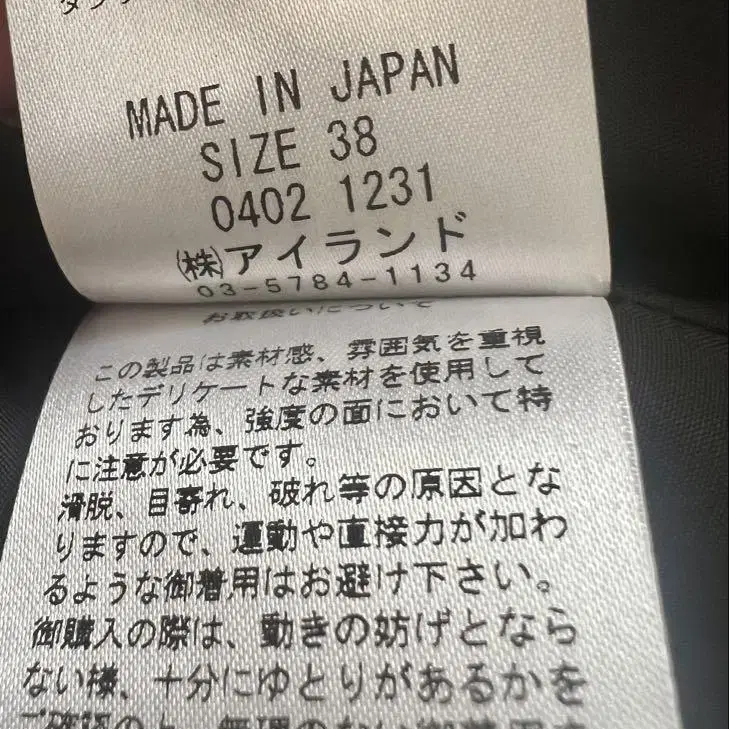 MADE IN JAPAN
SIZE 38
0402 1231
㈱アイランド
03-5784-1134
お取扱いについて
この製品は素材感、雰囲気を重視
したデリケートな素材を使用して
おります為、強度の面において特
に注意が必要です。
滑脱、目寄れ、破れ等の原因とな
りますので、運動や直接力が加わ
るような御着用はお避け下さい。
御購入の際は、動きの妨げとなら
ない様、十分にゆとりがあるかを